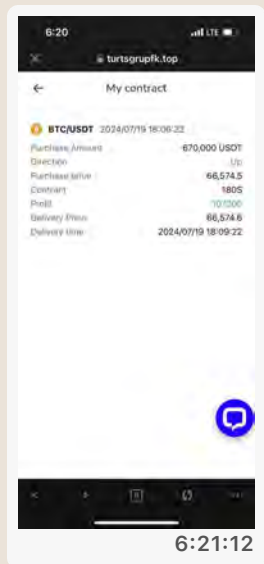 6:20 LTE
turtsgrupfk.top
My contract
BTC/USDT 2024/07/19 18:06:22
Purchase Amount 670,000 USDT
Direction Up
Purchase price 66,574.5
Contract 180S
Profit
Delivery Price 66,574.6
Delivery time 2024/07/19 18:09:22
6:21:12